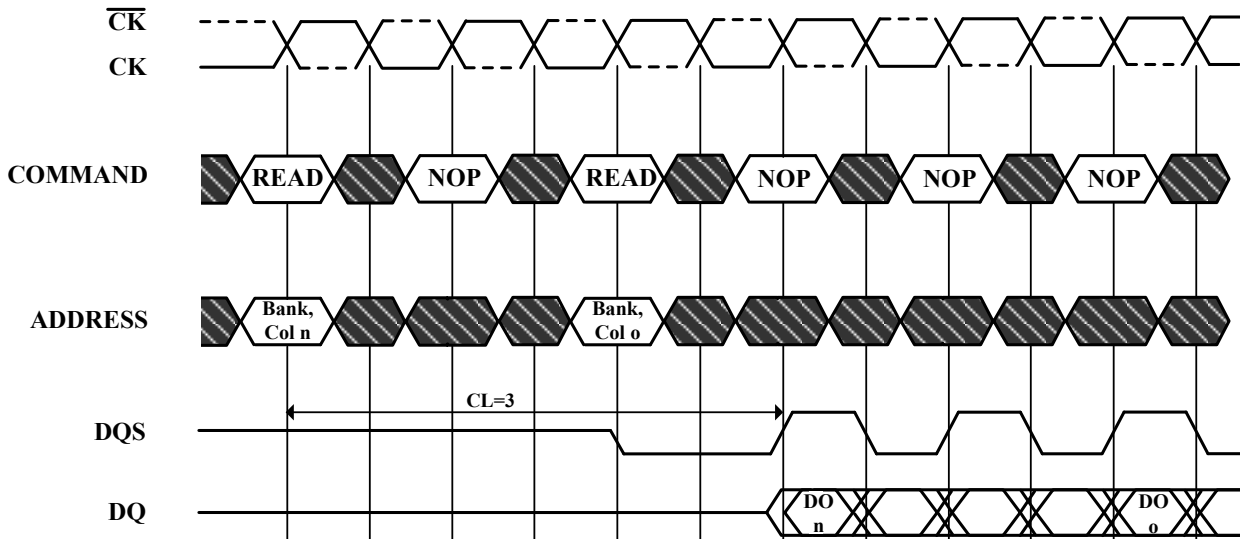 CK
CK
COMMAND
READ
NOP
READ
NOP
NOP
NOP
ADDRESS
Bank,
Col n
Bank,
Col o
CL=3
DQS
DQ
DO
n
DO
o